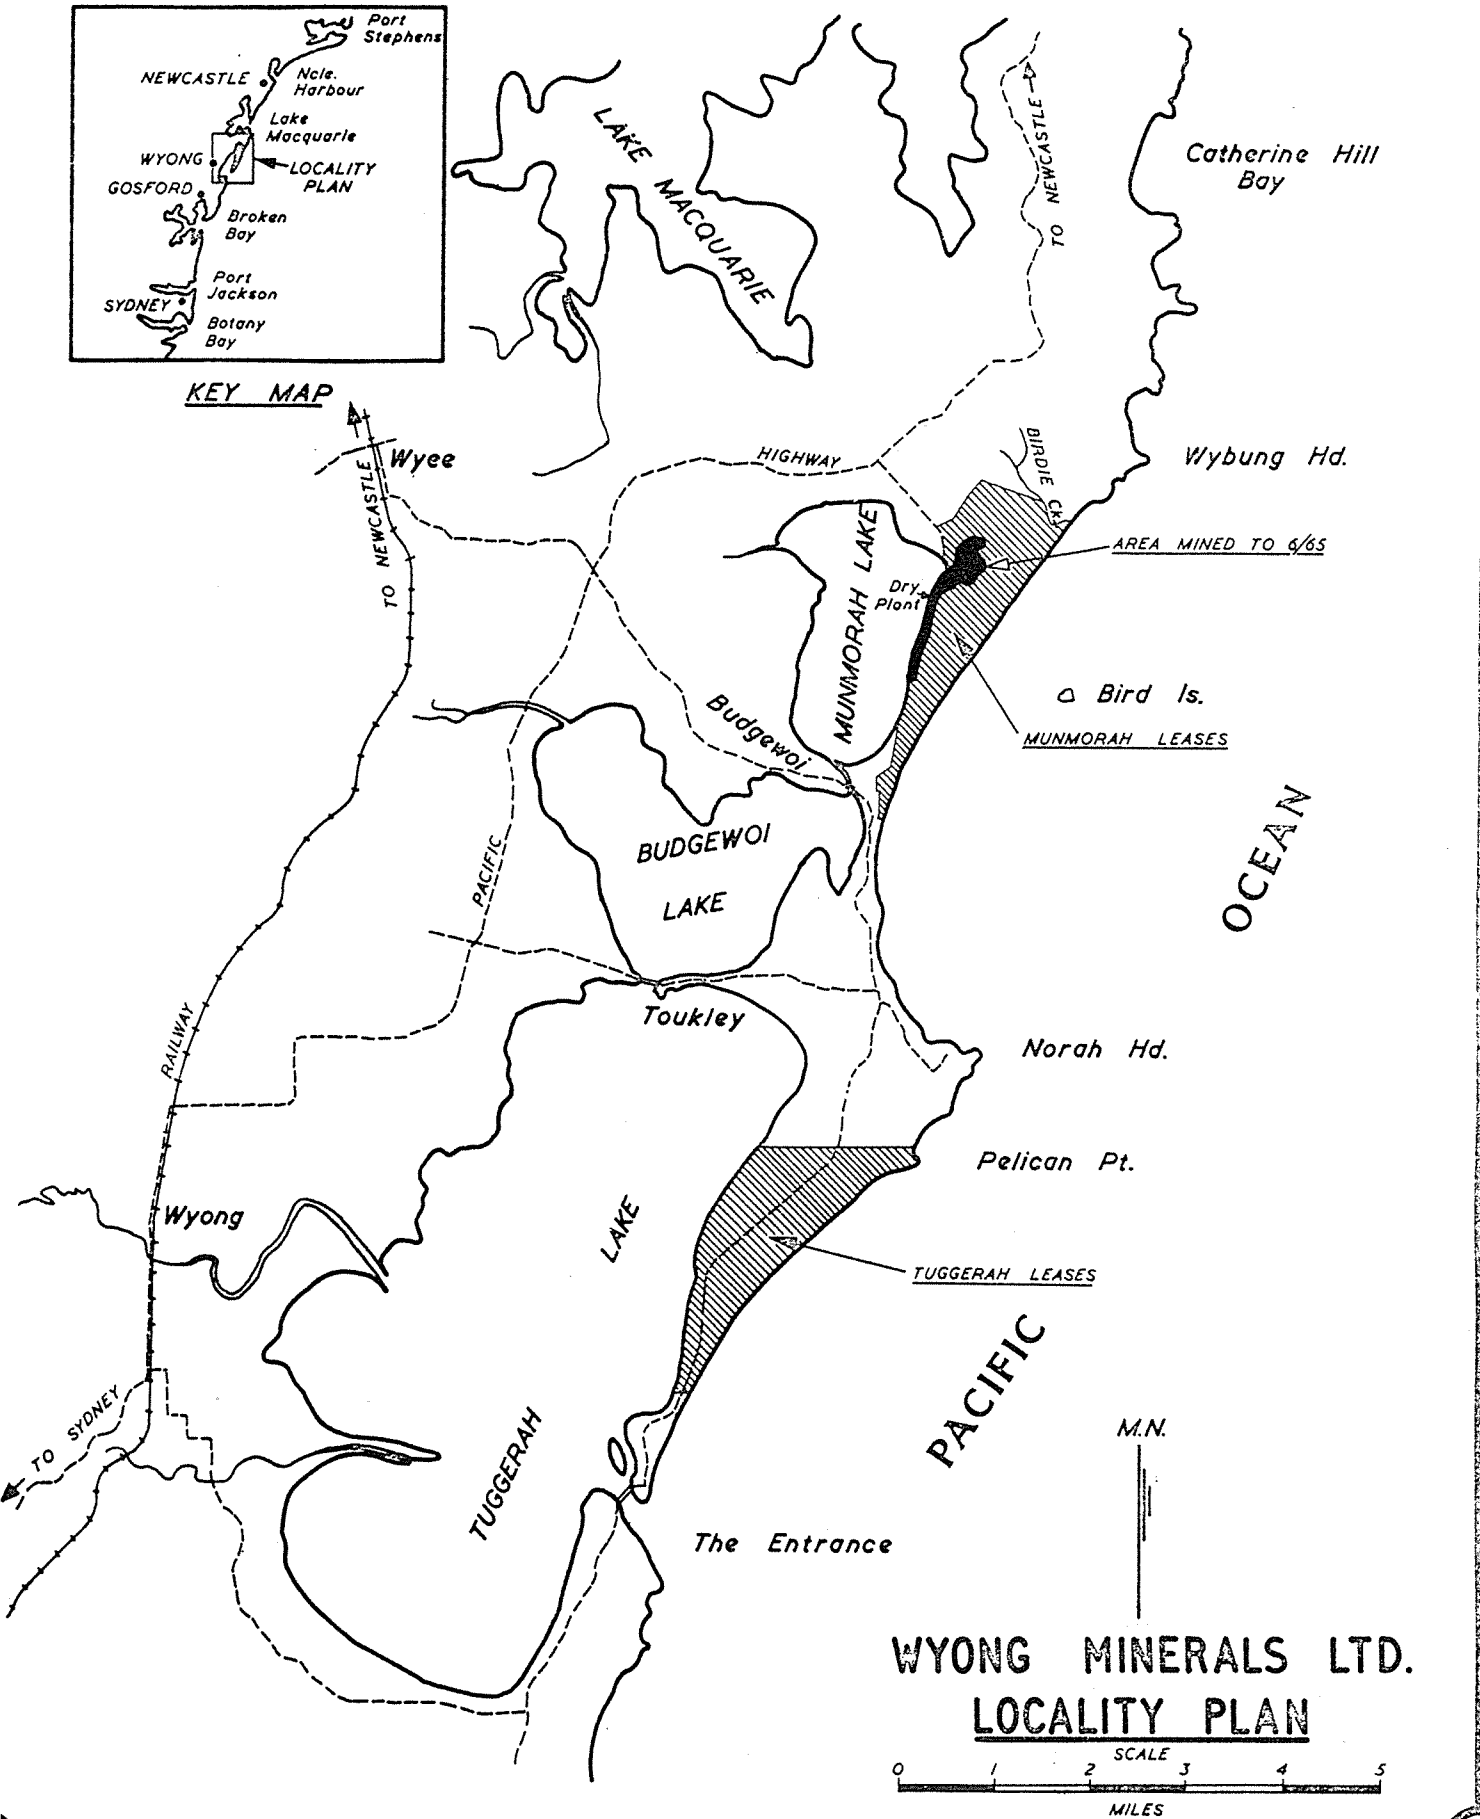 Port
Stephens
NEWCASTLE
Ncle.
Harbour
Lake
Macquarie
WYONG
LOCALITY
PLAN
GOSFORD
Broken
Bay
Port
Jackson
SYDNEY
Botany
Bay
KEY MAP
LAKE MACQUARIE
TO NEWCASTLE
Catherine Hill
Bay
Wyee
TO NEWCASTLE
HIGHWAY
BIRDIE Ck.
Wybung Hd.
AREA MINED TO 6/65
MUNMORAH LAKE
Dry
Plant
Bird Is.
MUNMORAH LEASES
Budgewoi
BUDGEWOI
LAKE
PACIFIC
OCEAN
RAILWAY
Toukley
Norah Hd.
Pelican Pt.
Wyong
LAKE
TUGGERAH LEASES
PACIFIC
TO SYDNEY
TUGGERAH
M.N.
The Entrance
WYONG MINERALS LTD.
LOCALITY PLAN
SCALE
0 1 2 3 4 5
MILES